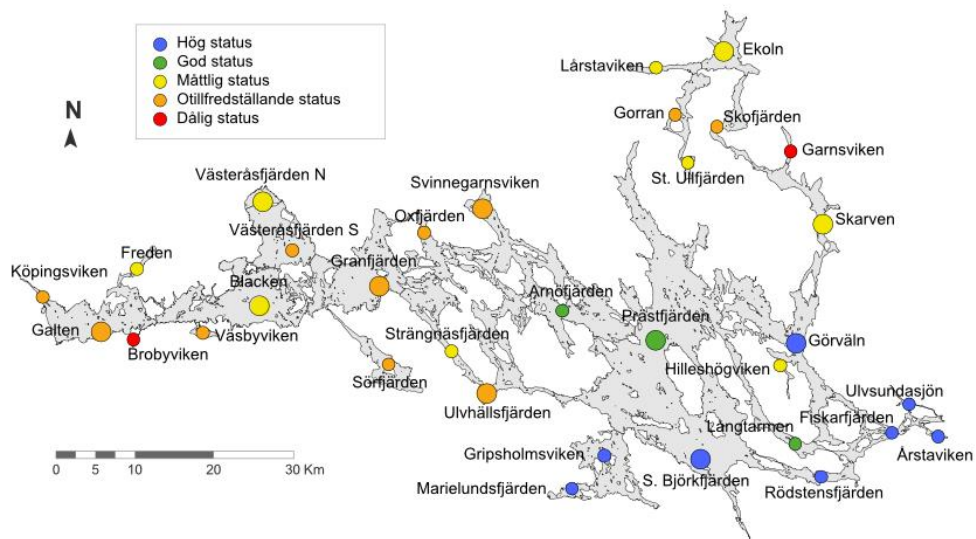 Hög status
God status
Måttlig status
Otillfredställande status
Dålig status
N
Ekoln
Lårstaviken
Gorran
Skofjärden
Garnsviken
St. Ullfjärden
Västeråsfjärden N
Svinnegarnsviken
Oxfjärden
Skarven
Västeråsfjärden S
Freden
Granfjärden
Köpingsviken
Blacken
Arnöfjärden
Prästfjärden
Galten
Väsbyviken
Strängnäsfjärden
Görväln
Brobyviken
Hilleshögviken
Sörfjärden
Ulvsundasjön
Ulvhällsfjärden
Fiskarfjärden
Långtarmen
Årstaviken
Gripsholmsviken
S. Björkfjärden
Marielundsfjärden
Rödstensfjärden
0 5 10 20 30 Km